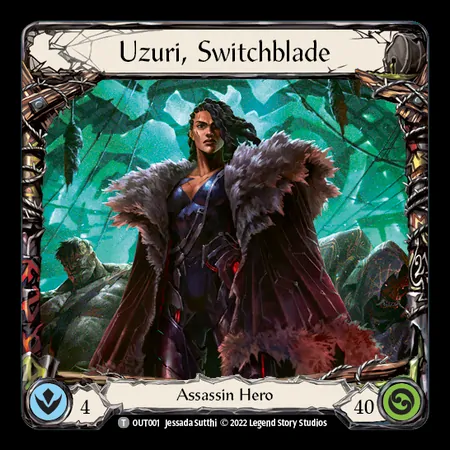 Uzuri, Switchblade
Assassin Hero
4
40
T OUT001 Jessada Sutthi © 2022 Legend Story Studios